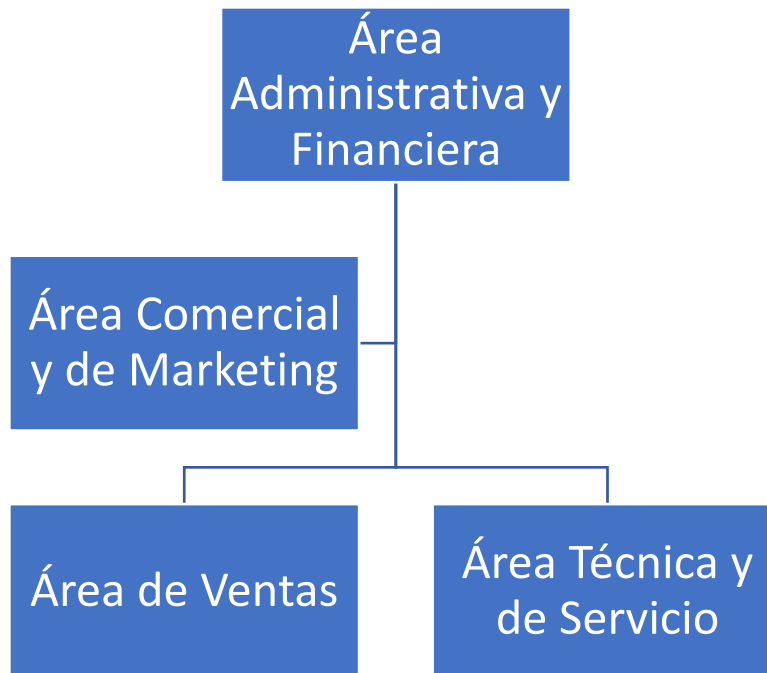 Área
Administrativa y
Financiera
Área Comercial
y de Marketing
Área de Ventas
Área Técnica y
de Servicio